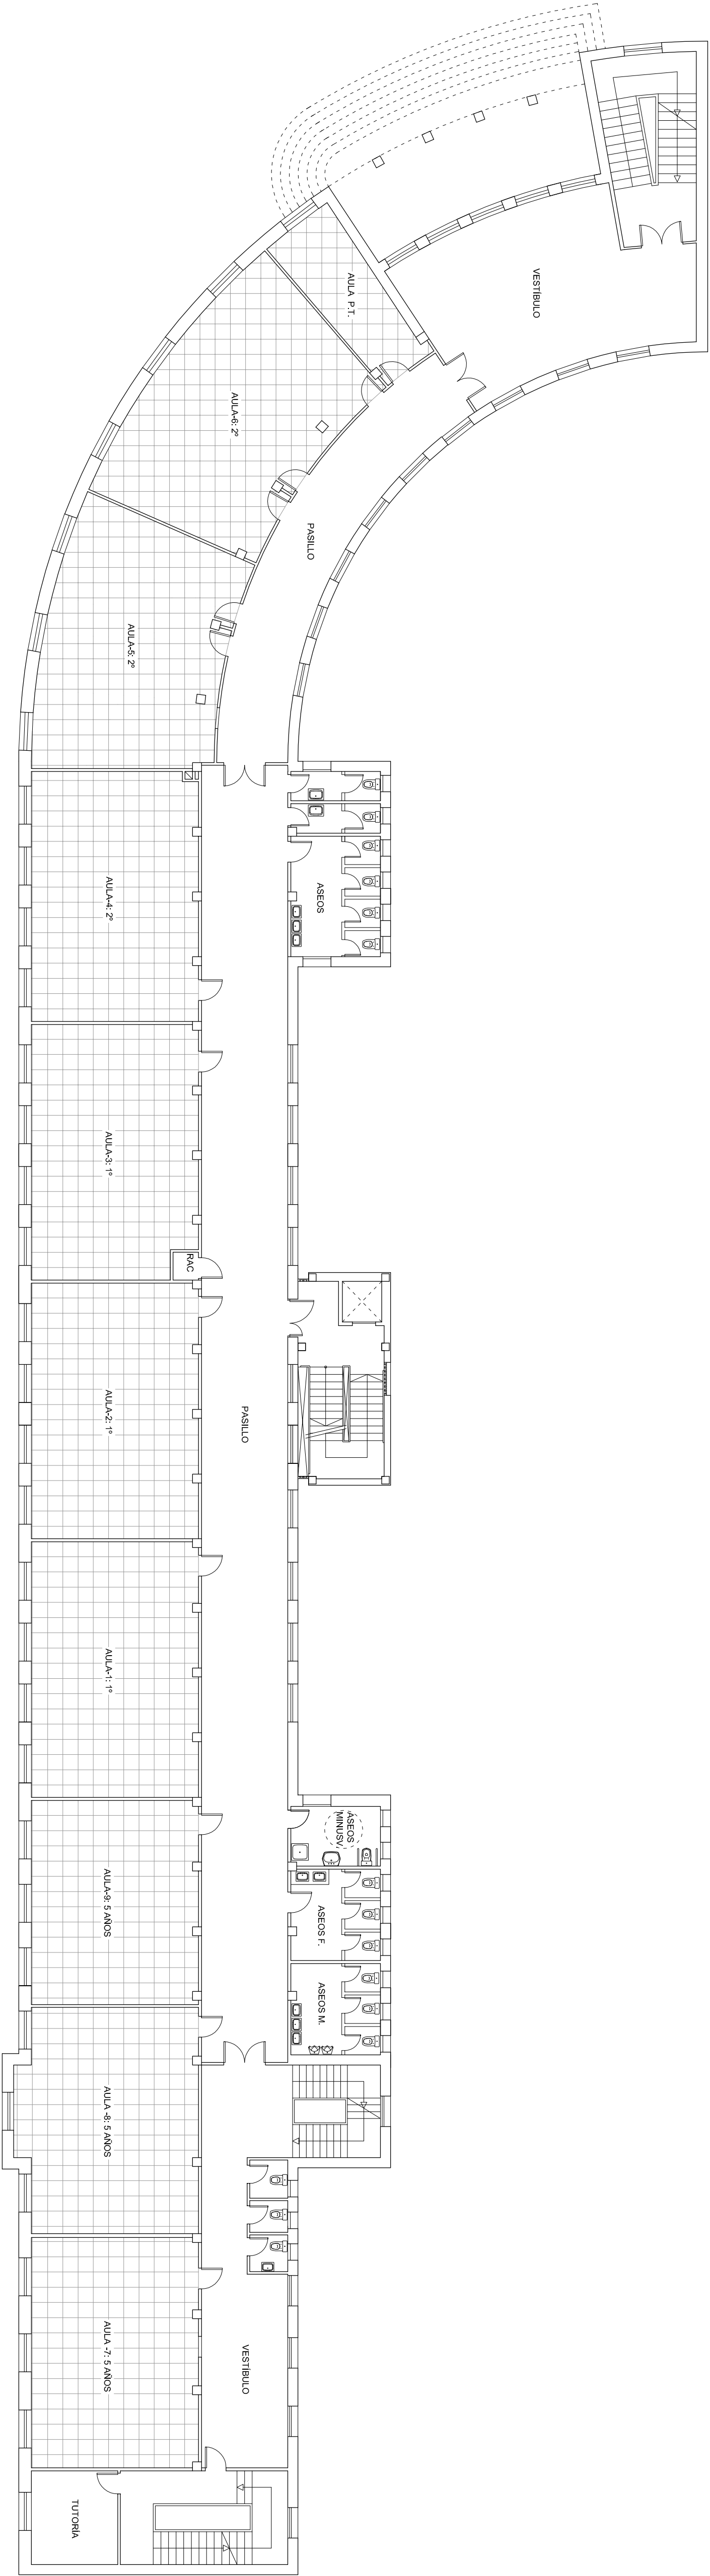 VESTÍBULO
AULA P.T.
AULA-6: 2º
PASILLO
AULA-5: 2º
ASEOS
AULA-4: 2º
AULA-3: 1º
RAC
AULA-2: 1º
PASILLO
AULA-1: 1º
ASEOS
MINUSV.
AULA-9: 5 AÑOS
ASEOS F.
ASEOS M.
AULA -8: 5 AÑOS
AULA -7: 5 AÑOS
VESTÍBULO
TUTORÍA